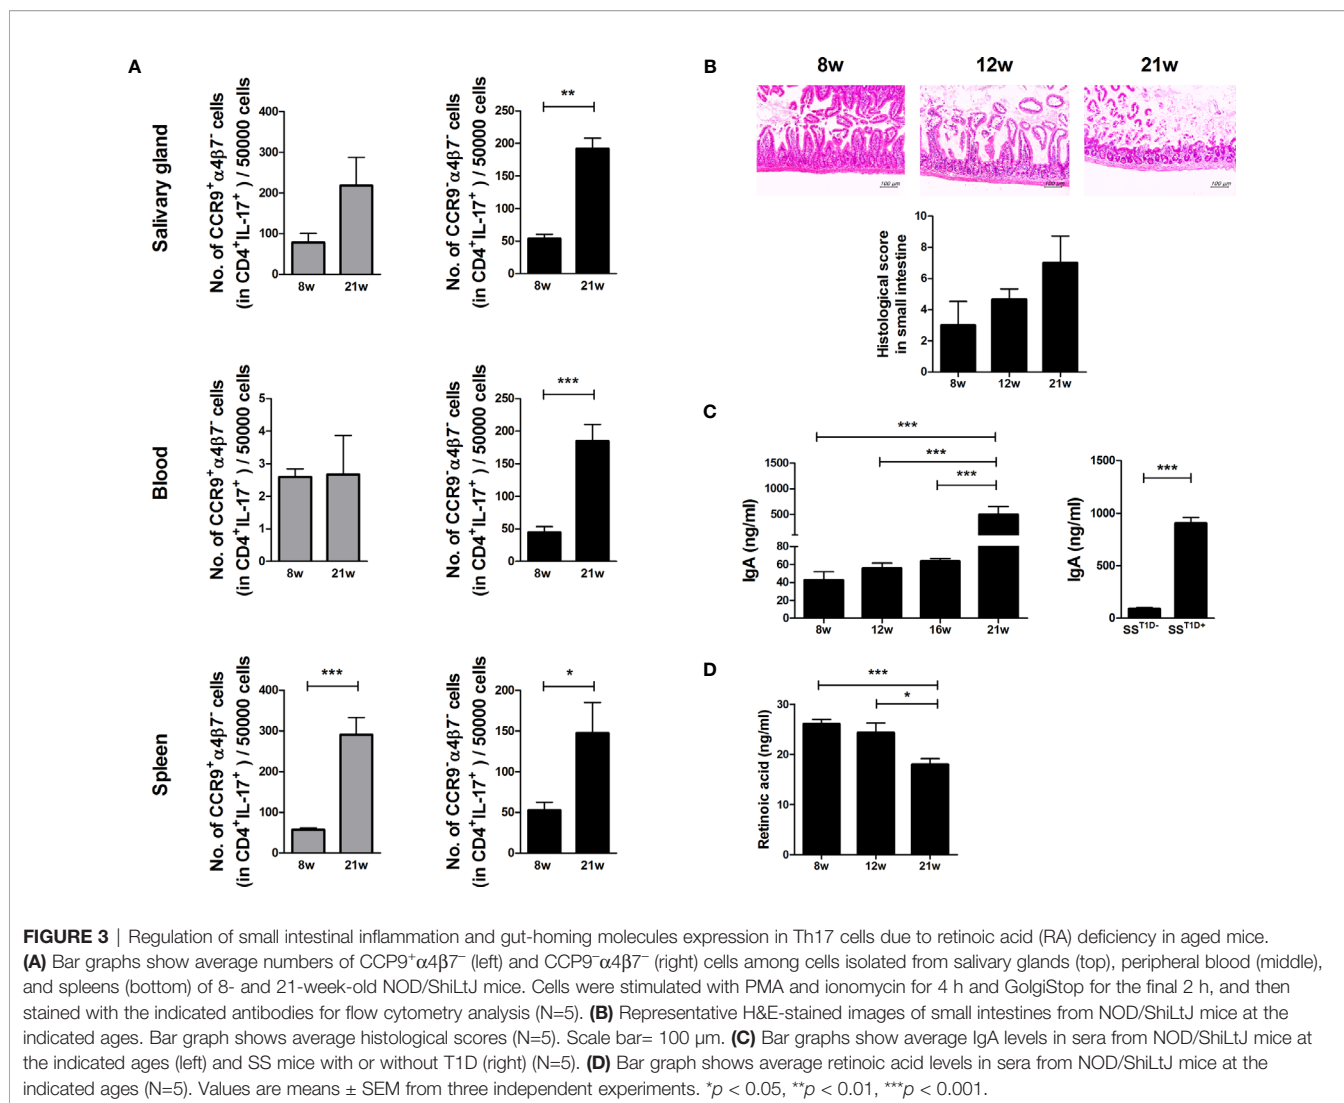 A
Salivary gland
No. of CCR9+α4β7- cells
(in CD4+IL-17+) / 50000 cells
400
300
200
100
0
8w 21w
No. of CCR9-α4β7- cells
(in CD4+IL-17+) / 50000 cells
250
200
150
100
50
0
**
8w 21w
Blood
No. of CCR9+α4β7- cells
(in CD4+IL-17+) / 50000 cells
5
4
3
2
1
0
8w 21w
No. of CCR9-α4β7- cells
(in CD4+IL-17+) / 50000 cells
250
200
150
100
50
0
***
8w 21w
Spleen
No. of CCR9+α4β7- cells
(in CD4+IL-17+) / 50000 cells
400
300
200
100
0
***
8w 21w
No. of CCR9-α4β7- cells
(in CD4+IL-17+) / 50000 cells
200
150
100
50
0
*
8w 21w
B
8w 12w 21w
100 µm 100 µm 100 µm
Histological score
in small intestine
10
8
6
4
2
0
8w 12w 21w
C
***
***
***
IgA (ng/ml)
1500
1000
500
80
60
40
20
0
8w 12w 16w 21w
***
IgA (ng/ml)
1500
1000
500
0
SS^T1D- SS^T1D+
D
***
*
Retinoic acid (ng/ml)
30
20
10
0
8w 12w 21w
FIGURE 3 | Regulation of small intestinal inflammation and gut-homing molecules expression in Th17 cells due to retinoic acid (RA) deficiency in aged mice.
(A) Bar graphs show average numbers of CCP9+α4β7− (left) and CCP9−α4β7− (right) cells among cells isolated from salivary glands (top), peripheral blood (middle),
and spleens (bottom) of 8- and 21-week-old NOD/ShiLtJ mice. Cells were stimulated with PMA and ionomycin for 4 h and GolgiStop for the final 2 h, and then
stained with the indicated antibodies for flow cytometry analysis (N=5). (B) Representative H&E-stained images of small intestines from NOD/ShiLtJ mice at the
indicated ages. Bar graph shows average histological scores (N=5). Scale bar= 100 µm. (C) Bar graphs show average IgA levels in sera from NOD/ShiLtJ mice at
the indicated ages (left) and SS mice with or without T1D (right) (N=5). (D) Bar graph shows average retinoic acid levels in sera from NOD/ShiLtJ mice at the
indicated ages (N=5). Values are means ± SEM from three independent experiments. *p < 0.05, **p < 0.01, ***p < 0.001.